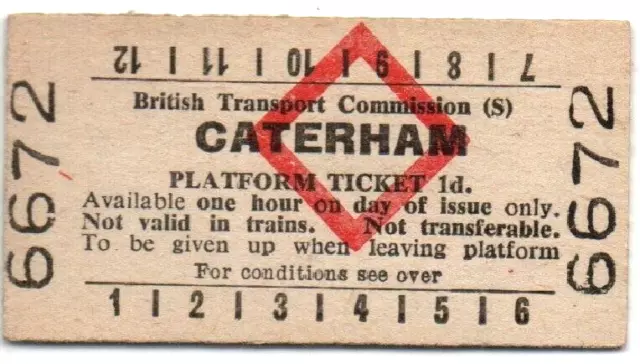 12 | 11 | 10 | 9 | 8 | 7
British Transport Commission (S)
CATERHAM
PLATFORM TICKET 1d.
Available one hour on day of issue only.
Not valid in trains. Not transferable.
To be given up when leaving platform
For conditions see over
1 | 2 | 3 | 4 | 5 | 6
6672
6672